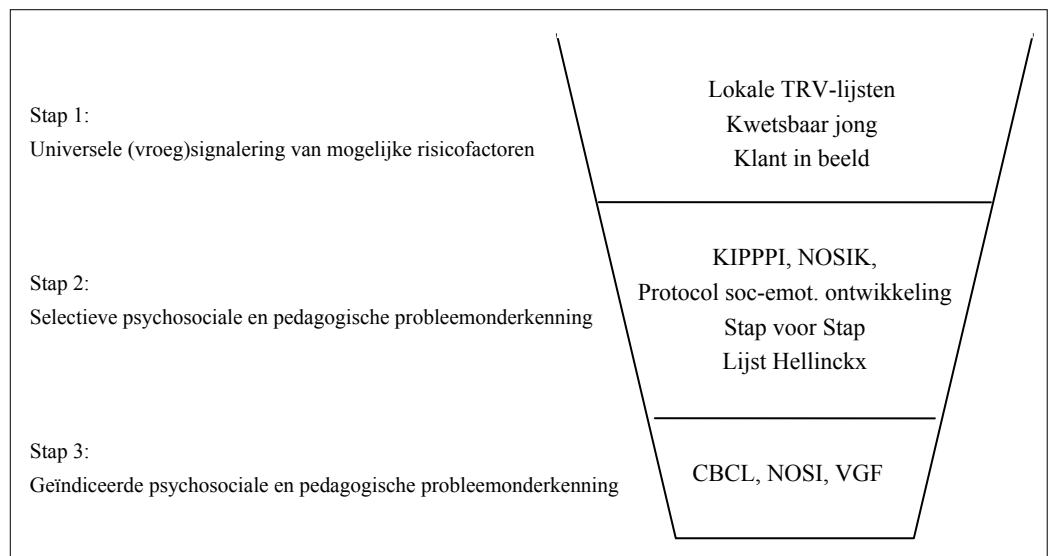 Stap 1:
Universele (vroeg)signalering van mogelijke risicofactoren
Lokale TRV-lijsten
Kwetsbaar jong
Klant in beeld
Stap 2:
Selectieve psychosociale en pedagogische probleemonderkenning
KIPPPI, NOSIK,
Protocol soc-emot. ontwikkeling
Stap voor Stap
Lijst Hellinckx
Stap 3:
Geïndiceerde psychosociale en pedagogische probleemonderkenning
CBCL, NOSI, VGF